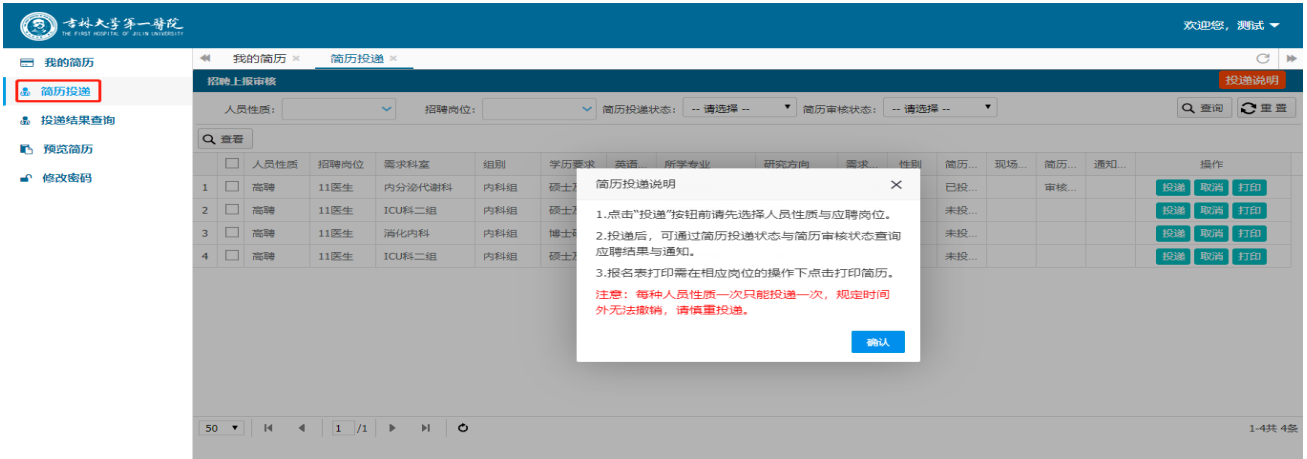 吉林大学第一醫院
THE FIRST HOSPITAL OF JILIN UNIVERSITY
欢迎您，测试
我的简历
简历投递
投递结果查询
预览简历
修改密码
我的简历 × 简历投递 ×
招聘上报审核 投递说明
人员性质： 招聘岗位： 简历投递状态： -- 请选择 -- 简历审核状态： -- 请选择 -- 查询 重置
查看
人员性质 招聘岗位 需求科室 组别 学历要求 英语... 所学专业 研究方向 需求... 性别 简历... 现场... 简历... 通知... 操作
1 高聘 11医生 内分泌代谢科 内科组 硕士 已投... 审核... 投递 取消 打印
2 高聘 11医生 ICU科二组 内科组 硕士 未投... 投递 取消 打印
3 高聘 11医生 消化内科 内科组 博士 未投... 投递 取消 打印
4 高聘 11医生 ICU科二组 内科组 硕士 未投... 投递 取消 打印
简历投递说明 ×
1.点击“投递”按钮前请先选择人员性质与应聘岗位。
2.投递后，可通过简历投递状态与简历审核状态查询
应聘结果与通知。
3.报名表打印需在相应岗位的操作下点击打印简历。
注意：每种人员性质一次只能投递一次，规定时间
外无法撤销，请慎重投递。
确认
50 1 /1 1-4共 4条